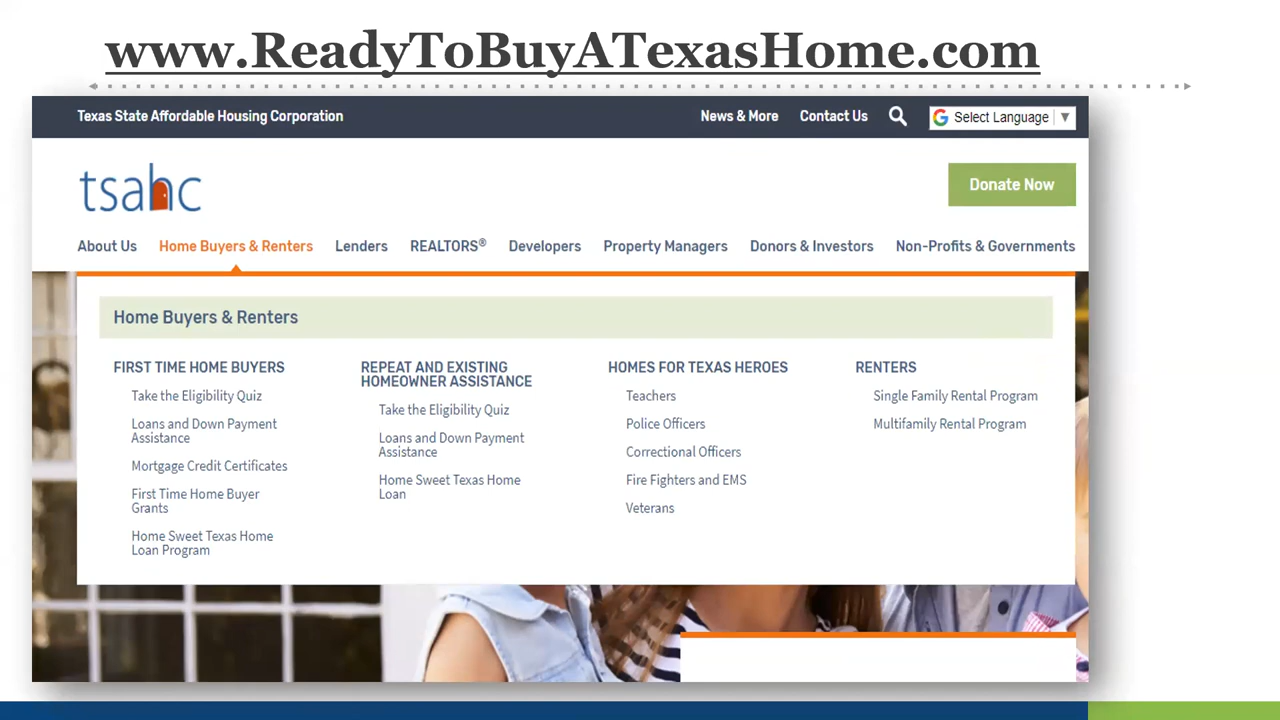 www.ReadyToBuyATexasHome.com
Texas State Affordable Housing Corporation
News & More
Contact Us
Select Language
tsahc
Donate Now
About Us
Home Buyers & Renters
Lenders
REALTORS®
Developers
Property Managers
Donors & Investors
Non-Profits & Governments
Home Buyers & Renters
FIRST TIME HOME BUYERS
Take the Eligibility Quiz
Loans and Down Payment
Assistance
Mortgage Credit Certificates
First Time Home Buyer
Grants
Home Sweet Texas Home
Loan Program
REPEAT AND EXISTING
HOMEOWNER ASSISTANCE
Take the Eligibility Quiz
Loans and Down Payment
Assistance
Home Sweet Texas Home
Loan
HOMES FOR TEXAS HEROES
Teachers
Police Officers
Correctional Officers
Fire Fighters and EMS
Veterans
RENTERS
Single Family Rental Program
Multifamily Rental Program